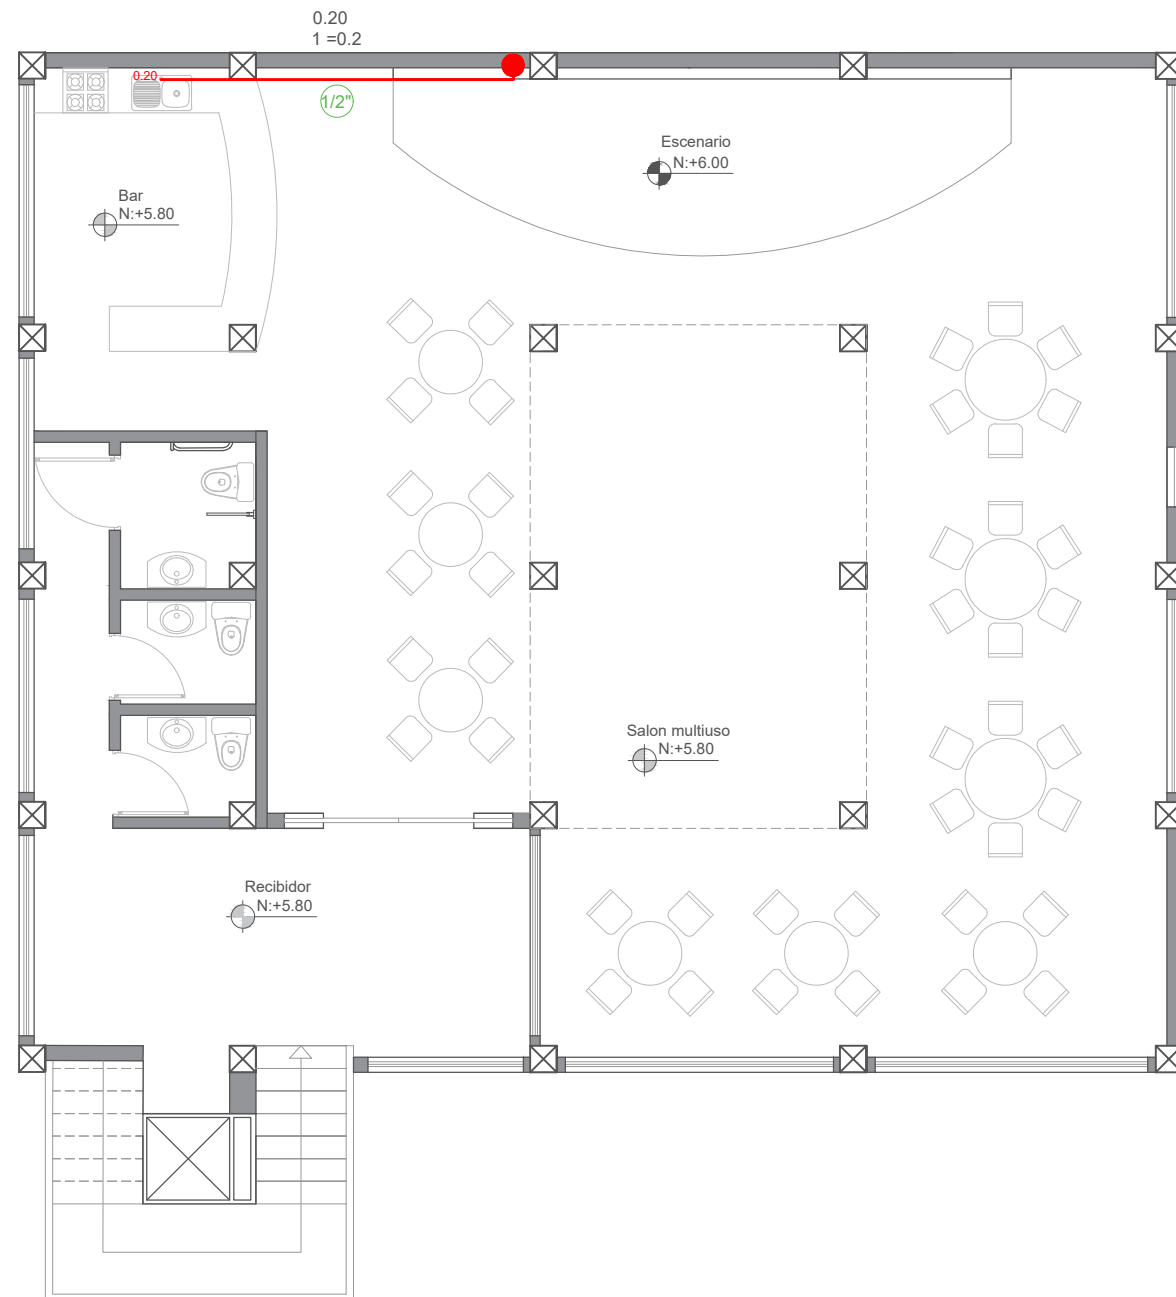 0.20
1 =0.2
0.20
1/2"
Escenario
N:+6.00
Bar
N:+5.80
Salon multiuso
N:+5.80
Recibidor
N:+5.80